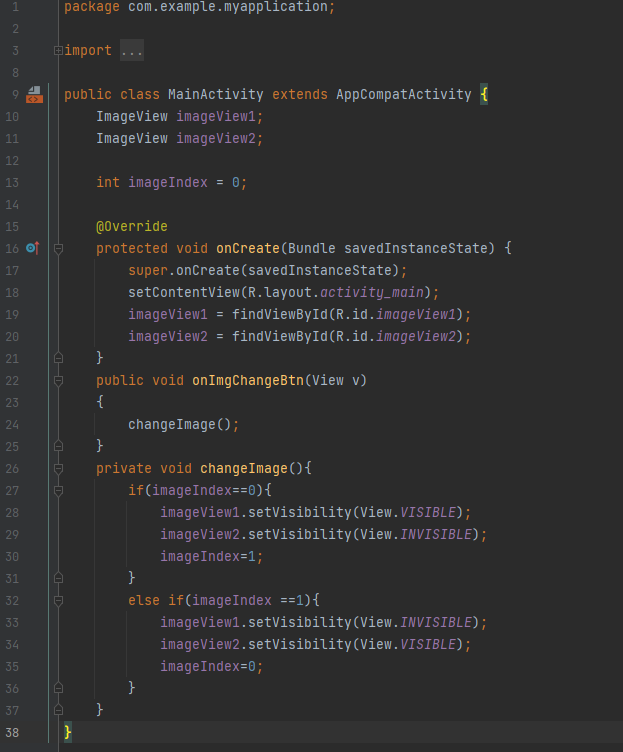 1 package com.example.myapplication;
2
3 import ...
8
9 public class MainActivity extends AppCompatActivity {
10 ImageView imageView1;
11 ImageView imageView2;
12
13 int imageIndex = 0;
14
15 @Override
16 protected void onCreate(Bundle savedInstanceState) {
17 super.onCreate(savedInstanceState);
18 setContentView(R.layout.activity_main);
19 imageView1 = findViewById(R.id.imageView1);
20 imageView2 = findViewById(R.id.imageView2);
21 }
22 public void onImgChangeBtn(View v)
23 {
24 changeImage();
25 }
26 private void changeImage(){
27 if(imageIndex==0){
28 imageView1.setVisibility(View.VISIBLE);
29 imageView2.setVisibility(View.INVISIBLE);
30 imageIndex=1;
31 }
32 else if(imageIndex ==1){
33 imageView1.setVisibility(View.INVISIBLE);
34 imageView2.setVisibility(View.VISIBLE);
35 imageIndex=0;
36 }
37 }
38 }